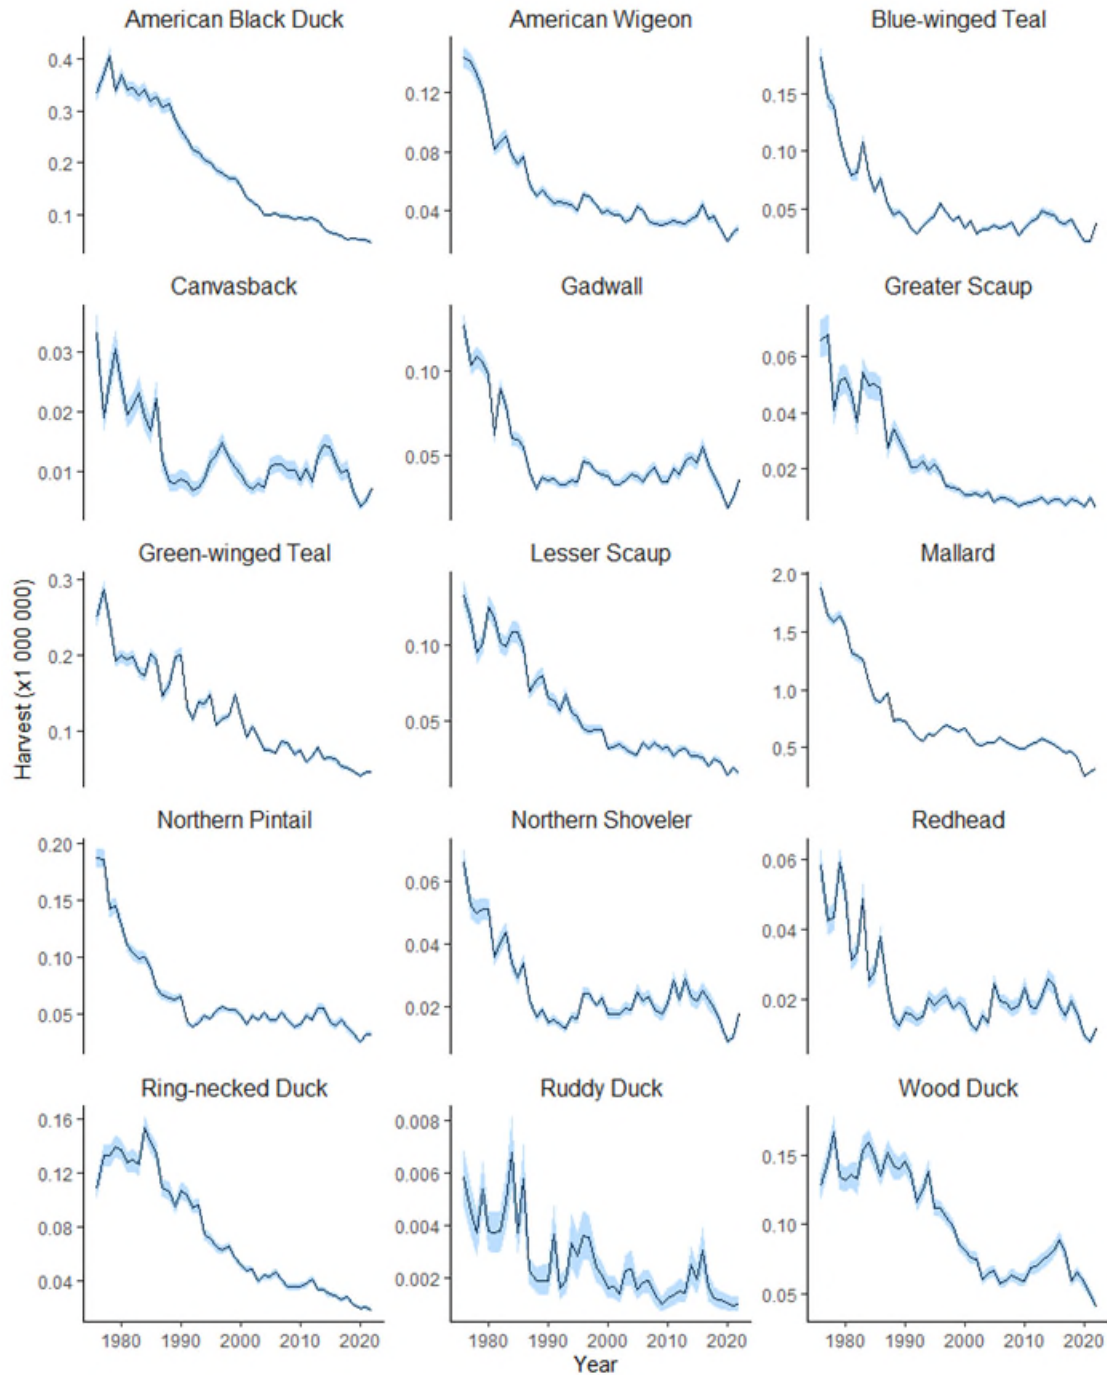 American Black Duck
American Wigeon
Blue-winged Teal
0.4
0.3
0.2
0.1
0.12
0.08
0.04
0.15
0.10
0.05
Canvasback
Gadwall
Greater Scaup
0.03
0.02
0.01
0.10
0.05
0.06
0.04
0.02
Green-winged Teal
Lesser Scaup
Mallard
Harvest (x1 000 000)
0.3
0.2
0.1
0.10
0.05
2.0
1.5
1.0
0.5
Northern Pintail
Northern Shoveler
Redhead
0.20
0.15
0.10
0.05
0.06
0.04
0.02
0.06
0.04
0.02
Ring-necked Duck
Ruddy Duck
Wood Duck
0.16
0.12
0.08
0.04
0.008
0.006
0.004
0.002
0.15
0.10
0.05
1980 1990 2000 2010 2020
1980 1990 2000 2010 2020
1980 1990 2000 2010 2020
Year